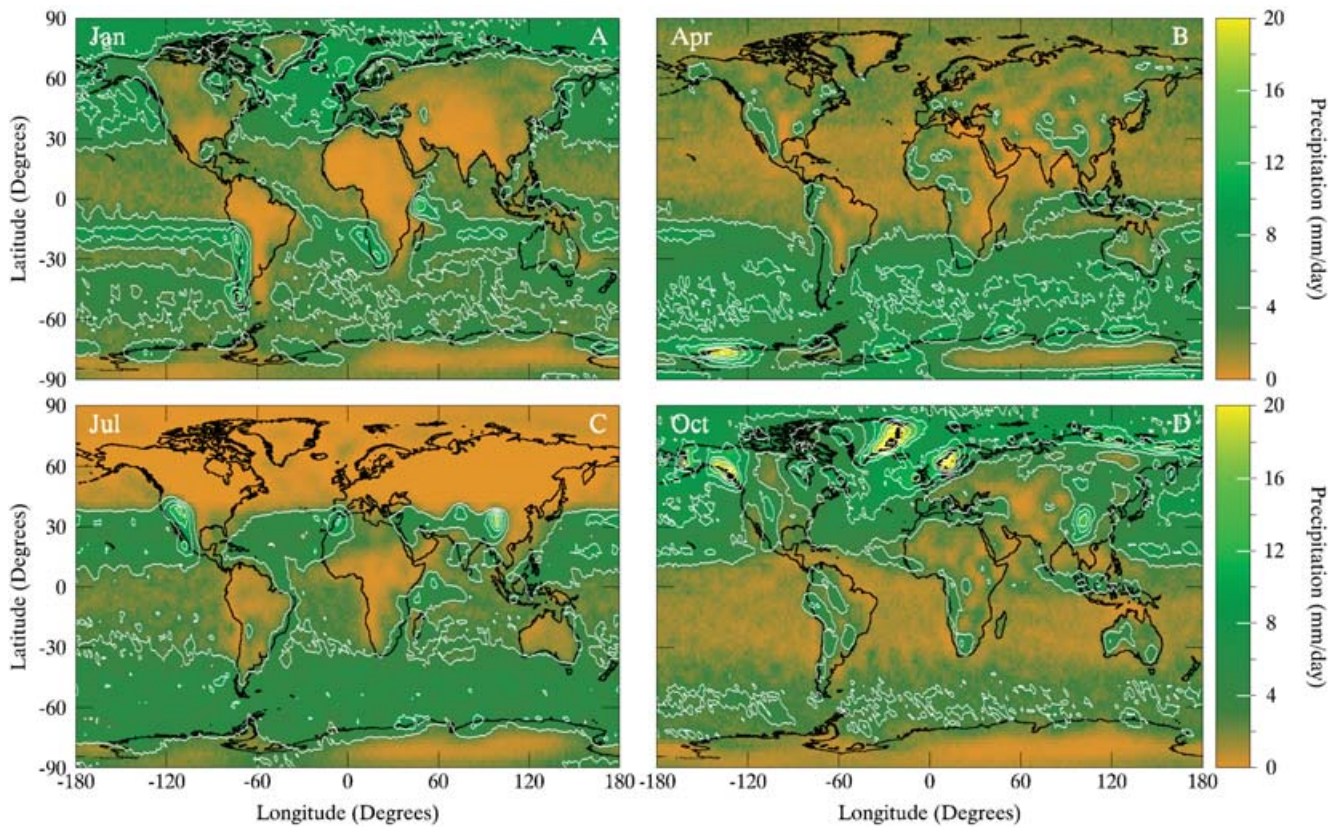 90 Jan A B 20
Apr
60 16
30 12
0 8
-30 4
-60 0
-90
Latitude (Degrees)
Precipitation (mm/day)
90 Jul C Oct D 20
60 16
30 12
0 8
-30 4
-60
-90 0
Latitude (Degrees)
Precipitation (mm/day)
-180 -120 -60 0 60 120 180 -180 -120 -60 0 60 120 180
Longitude (Degrees) Longitude (Degrees)